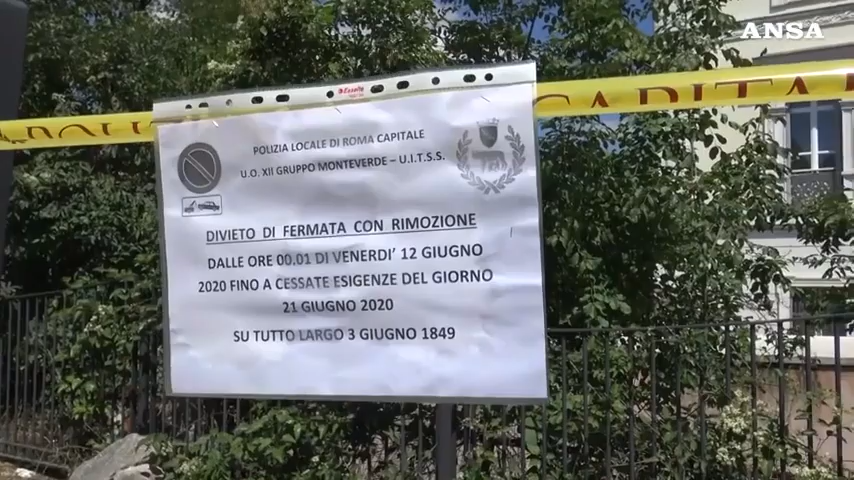 ANSA
Esselte
POLI
CAPITA
POLIZIA LOCALE DI ROMA CAPITALE
U.O. XII GRUPPO MONTEVERDE – U.I.T.S.S.
DIVIETO DI FERMATA CON RIMOZIONE
DALLE ORE 00.01 DI VENERDI' 12 GIUGNO
2020 FINO A CESSATE ESIGENZE DEL GIORNO
21 GIUGNO 2020
SU TUTTO LARGO 3 GIUGNO 1849